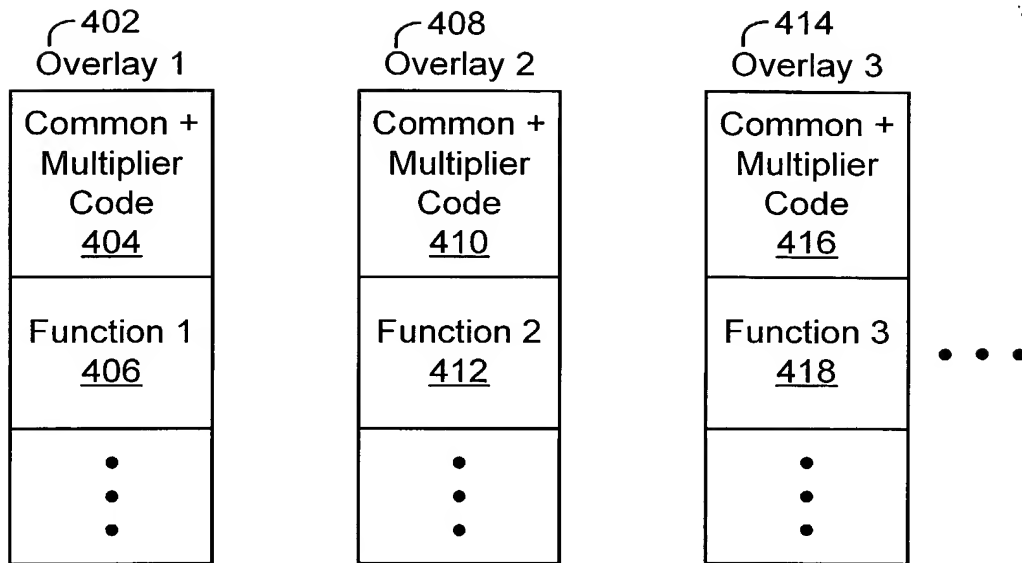 402
Overlay 1
Common +
Multiplier
Code
404
Function 1
406
408
Overlay 2
Common +
Multiplier
Code
410
Function 2
412
414
Overlay 3
Common +
Multiplier
Code
416
Function 3
418